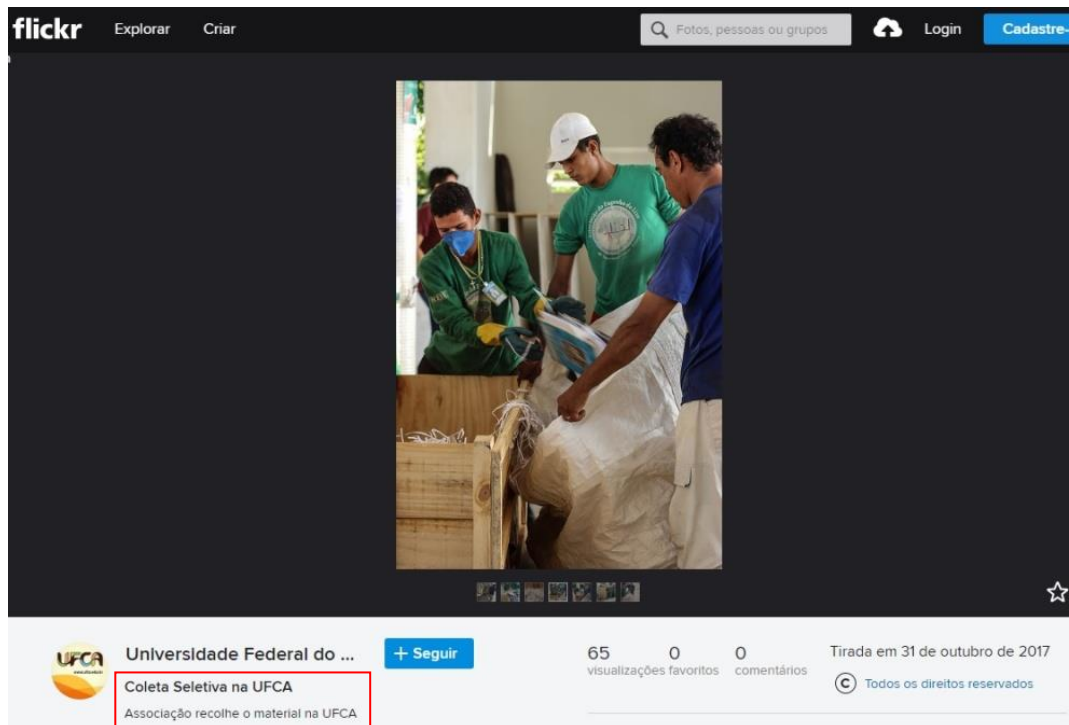 flickr Explorar Criar Fotos, pessoas ou grupos Login Cadastre-
Universidade Federal do ... + Seguir
Coleta Seletiva na UFCA
Associação recolhe o material na UFCA
65 0 0
visualizações favoritos comentários
Tirada em 31 de outubro de 2017
Todos os direitos reservados
UFCA